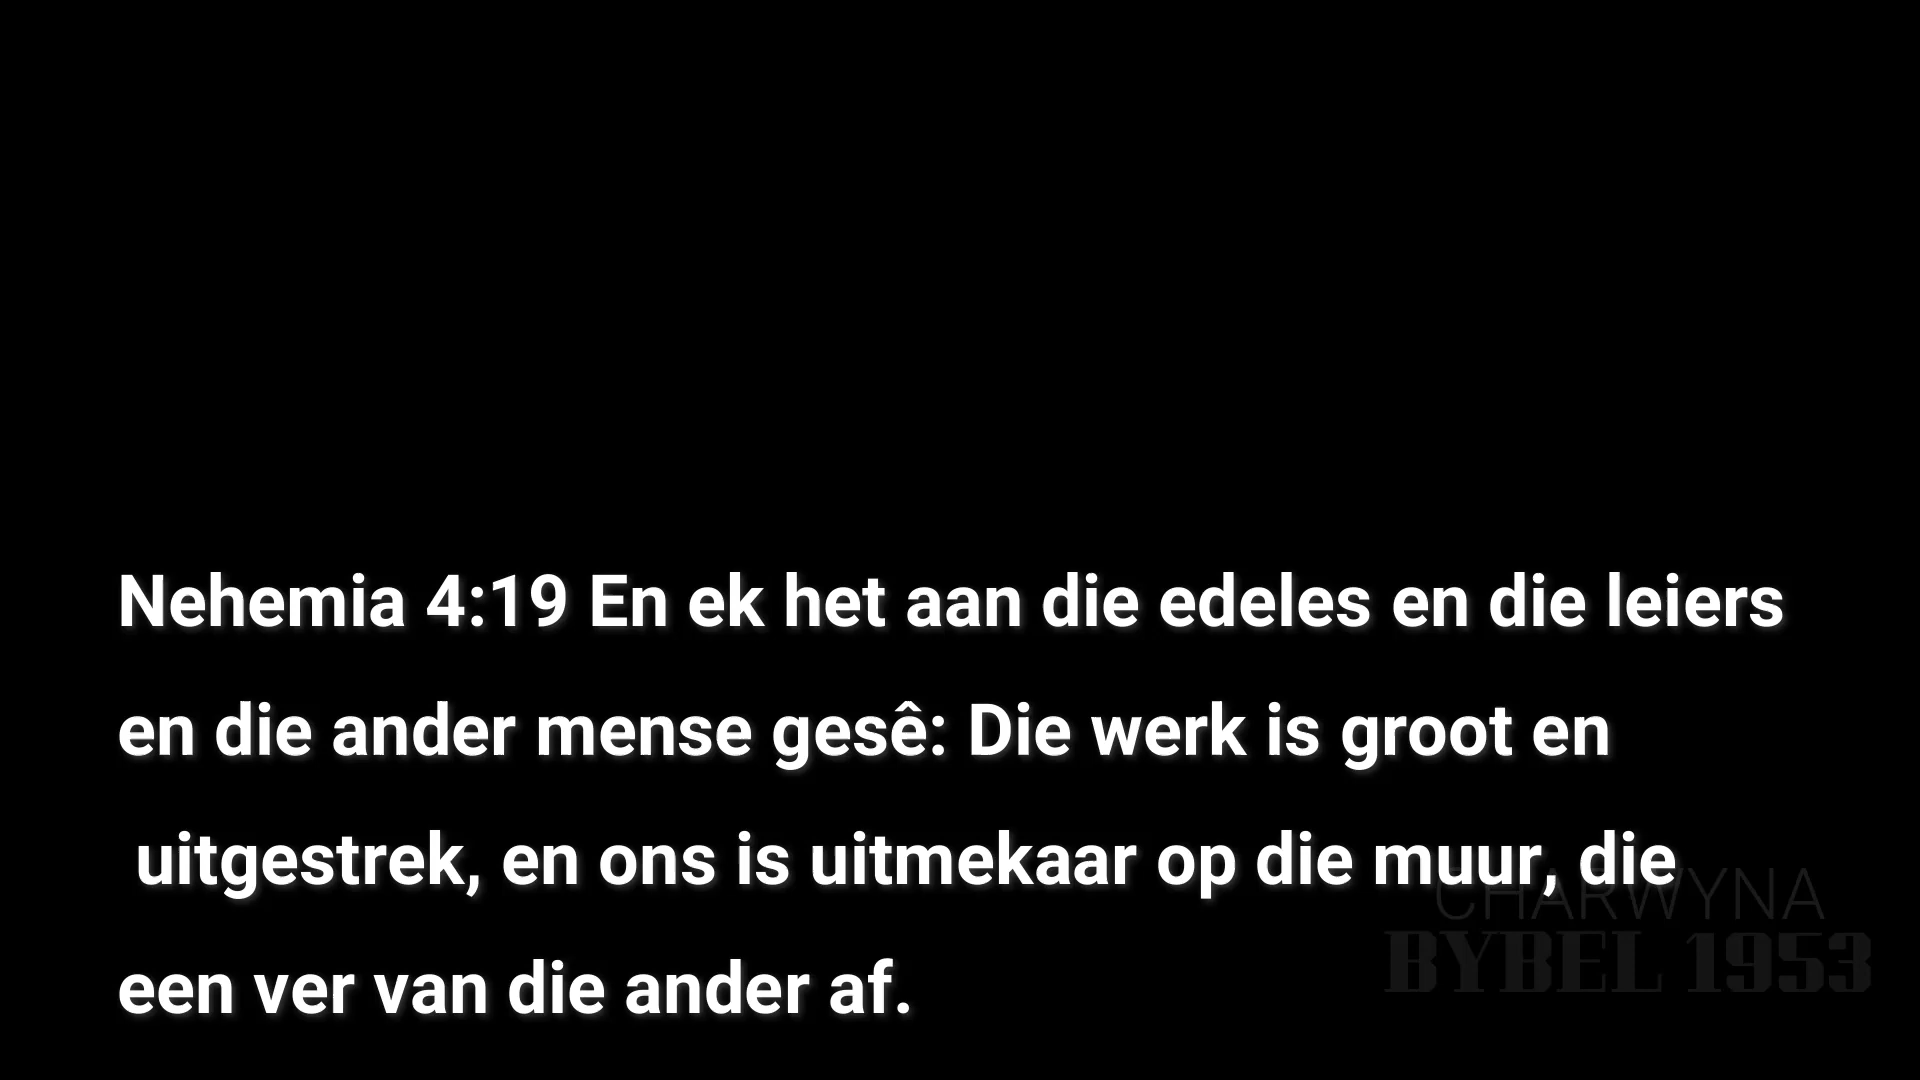 Nehemia 4:19 En ek het aan die edeles en die leiers
en die ander mense gesê: Die werk is groot en
uitgestrek, en ons is uitmekaar op die muur, die
een ver van die ander af.
CHARWYNA
BYBEL 1953